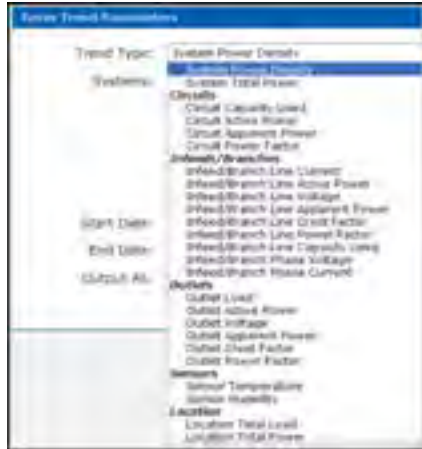 Enter Trend Parameters
Trend Type: System Power Density
System Power Density
Systems: System Total Power
Circuits
Circuit Capacity Used
Circuit Active Power
Circuit Apparent Power
Circuit Power Factor
Infeeds/Branches
Infeed/Branch Line Current
Infeed/Branch Line Active Power
Infeed/Branch Line Voltage
Infeed/Branch Line Apparent Power
Start Date: Infeed/Branch Line Crest Factor
Infeed/Branch Line Power Factor
End Date: Infeed/Branch Line Capacity Used
Infeed/Branch Phase Voltage
Output As: Infeed/Branch Phase Current
Outlets
Outlet Load
Outlet Active Power
Outlet Voltage
Outlet Apparent Power
Outlet Crest Factor
Outlet Power Factor
Sensors
Sensor Temperature
Sensor Humidity
Location
Location Total Load
Location Total Power